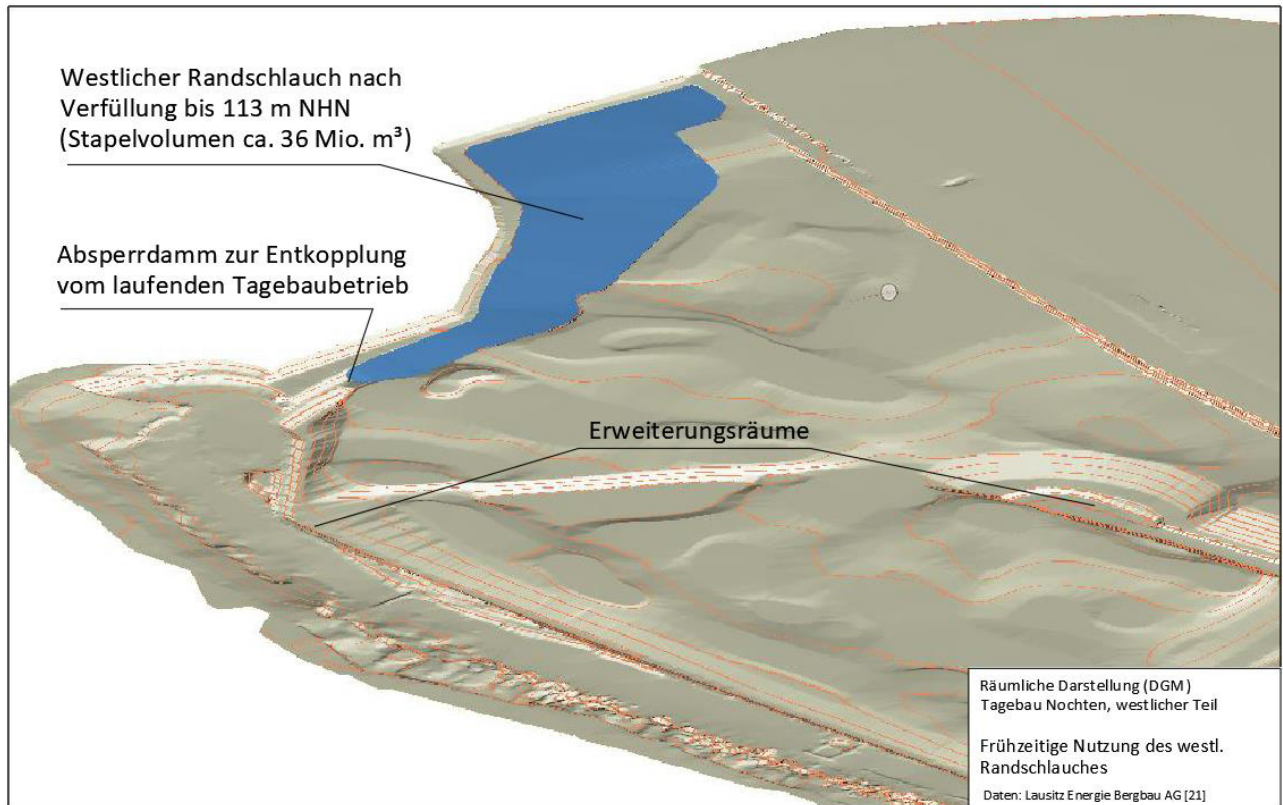 Westlicher Randschlauch nach
Verfüllung bis 113 m NHN
(Stapelvolumen ca. 36 Mio. m³)
Absperrdamm zur Entkopplung
vom laufenden Tagebaubetrieb
Erweiterungsräume
Räumliche Darstellung (DGM)
Tagebau Nochten, westlicher Teil
Frühzeitige Nutzung des westl.
Randschlauches
Daten: Lausitz Energie Bergbau AG [21]